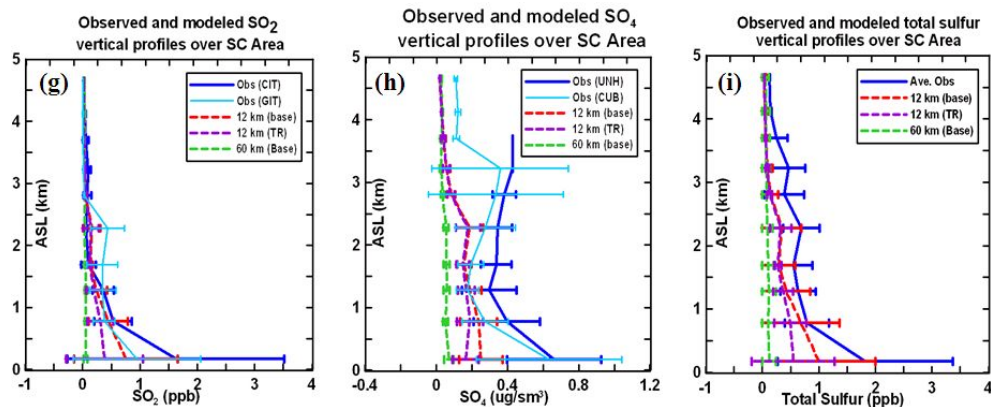 Observed and modeled SO2
vertical profiles over SC Area
(g)
Obs (CIT)
Obs (GIT)
12 km (base)
12 km (TR)
60 km (Base)
5
4
3
2
1
0
ASL (km)
-1 0 1 2 3 4
SO2 (ppb)
Observed and modeled SO4
vertical profiles over SC Area
(h)
Obs (UNH)
Obs (CUB)
12 km (base)
12 km (TR)
60 km (base)
5
4
3
2
1
0
ASL (km)
-0.4 0 0.4 0.8 1.2
SO4 (ug/sm³)
Observed and modeled total sulfur
vertical profiles over SC Area
(i)
Ave. Obs
12 km (base)
12 km (TR)
60 km (Base)
5
4
3
2
1
0
ASL (km)
-1 0 1 2 3 4
Total Sulfur (ppb)